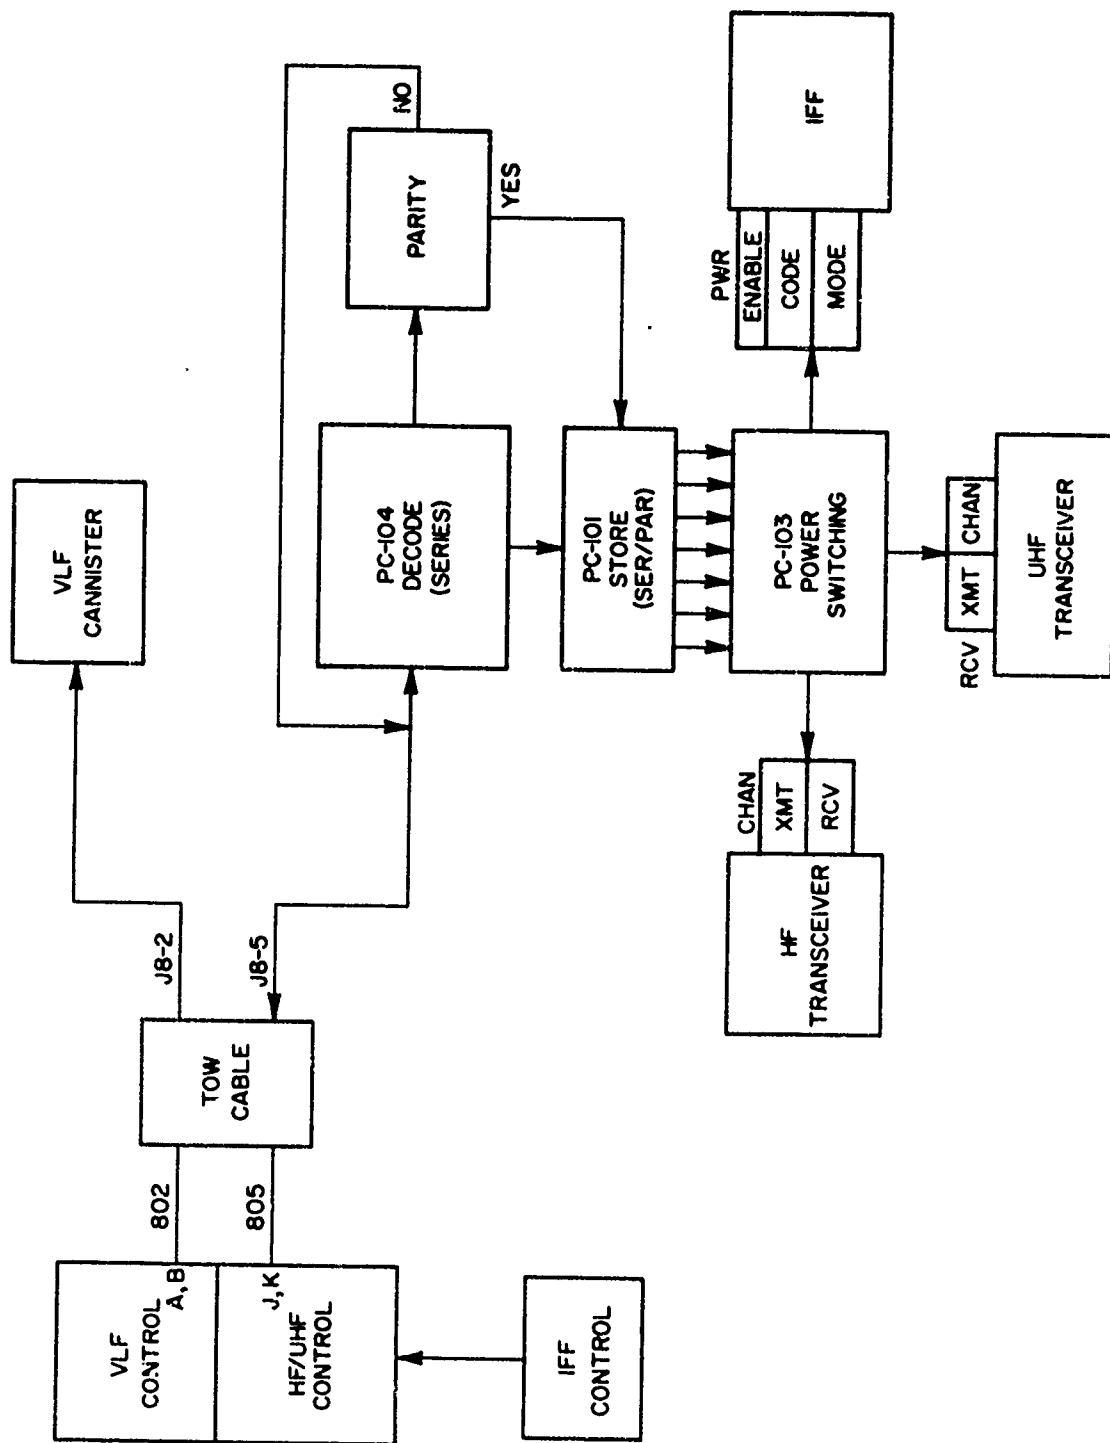 VLF
CONTROL
A,B
HF/UHF
CONTROL
J,K
IFF
CONTROL
802
805
TOW
CABLE
J8-2
J8-5
VLF
CANNISTER
PC-104
DECODE
(SERIES)
PARITY
NO
YES
PC-101
STORE
(SER/PAR)
PC-103
POWER
SWITCHING
HF
TRANSCEIVER
CHAN
XMT
RCV
PWR
ENABLE
CODE
MODE
IFF
RCV
XMT
CHAN
UHF
TRANSCEIVER